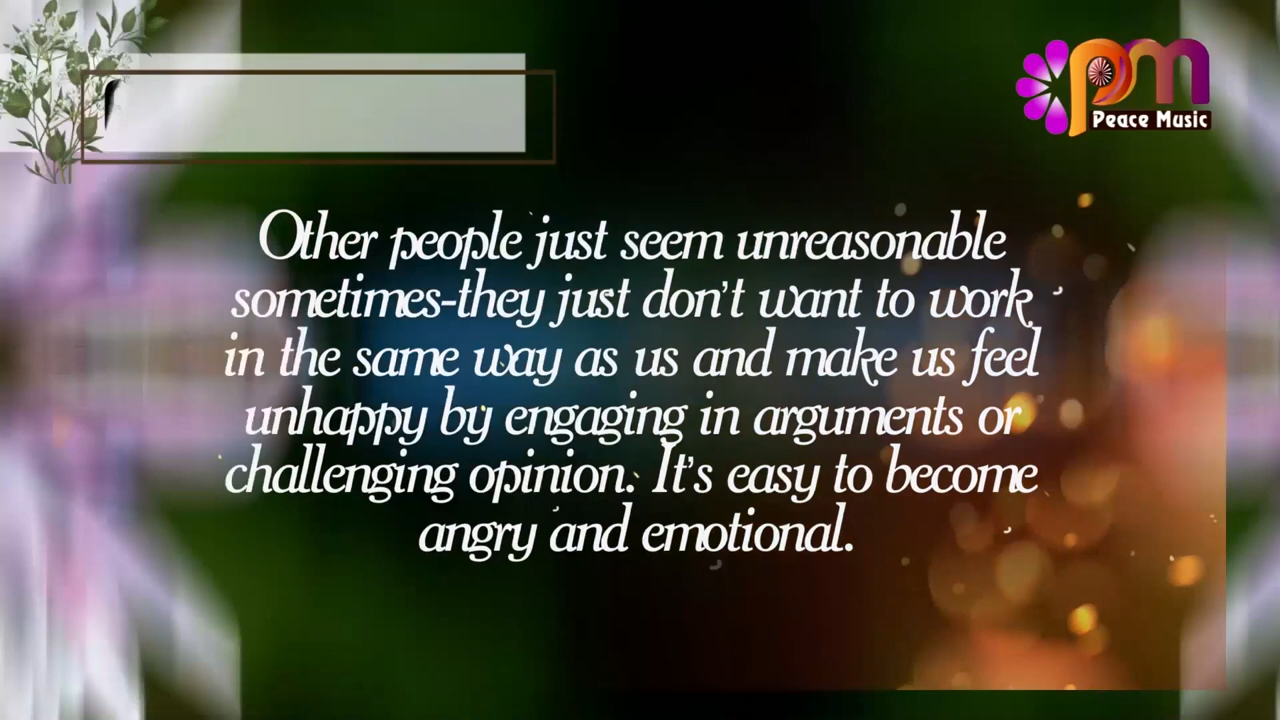 pm
Peace Music
Other people just seem unreasonable
sometimes-they just don't want to work
in the same way as us and make us feel
unhappy by engaging in arguments or
challenging opinion. It's easy to become
angry and emotional.